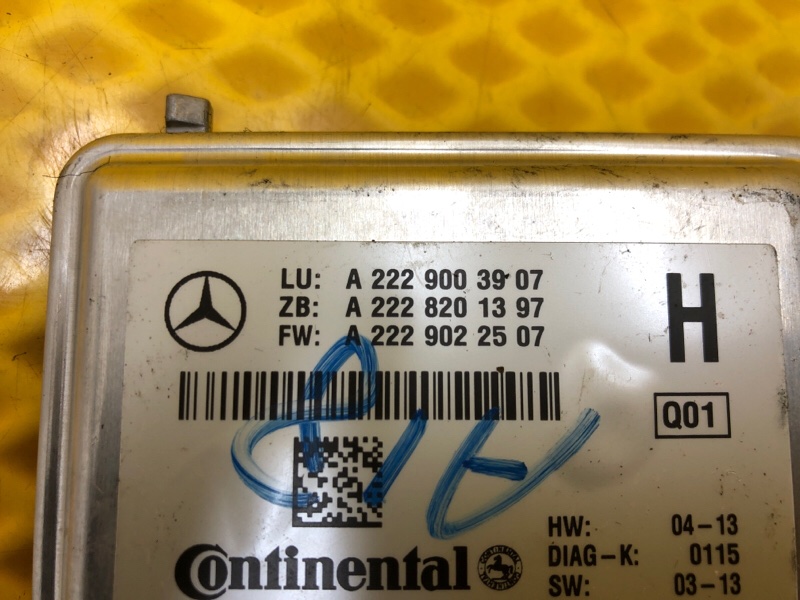 LU: A 222 900 39 07
ZB: A 222 820 13 97
FW: A 222 902 25 07
H
Q01
HW: 04-13
DIAG-K: 0115
SW: 03-13
Continental